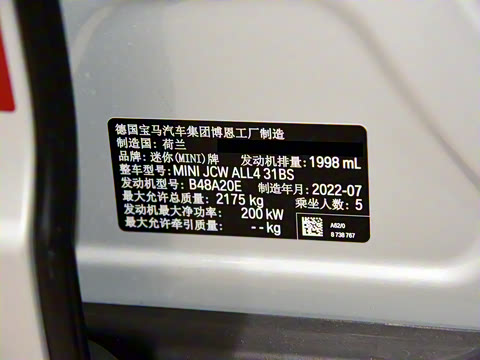 德国宝马汽车集团博恩工厂制造
制造国：荷兰
品牌：迷你(MINI)牌 发动机排量：1998 mL
整车型号：MINI JCW ALL4 31BS
发动机型号：B48A20E 制造年月：2022-07
最大允许总质量：2175 kg 乘坐人数：5
发动机最大净功率：200 kW
最大允许牵引质量：-- kg
A62/0
8 738 767